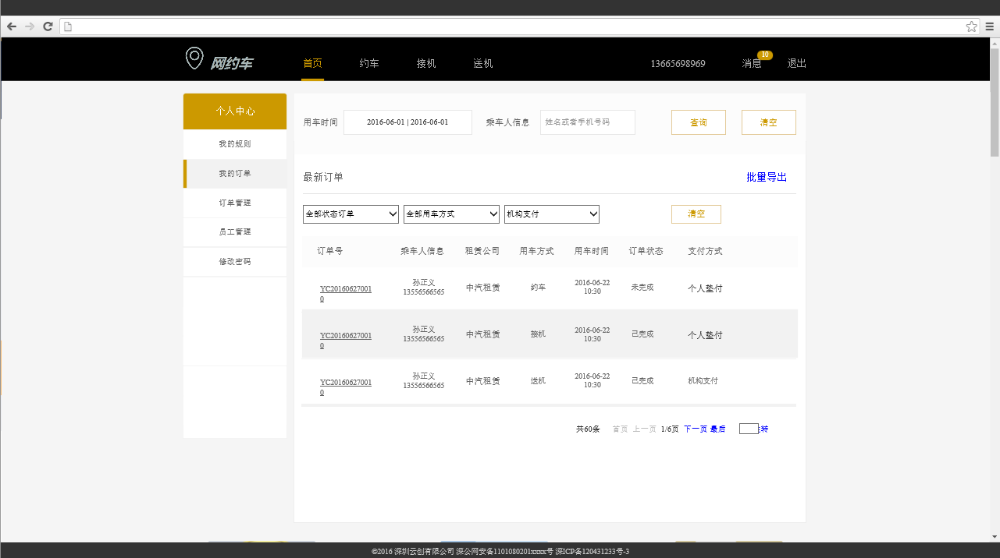 网约车
首页 约车 接机 送机 13665698969 消息 10 退出
个人中心
我的规则
我的订单
订单管理
员工管理
修改密码
用车时间 2016-06-01 | 2016-06-01 乘车人信息 姓名或者手机号码 查询 清空
最新订单 批量导出
全部状态订单 全部用车方式 机构支付 清空
订单号 乘车人信息 租赁公司 用车方式 用车时间 订单状态 支付方式
YC20160627001
0
孙正义
13556566565
中汽租赁 约车
2016-06-22
10:30
未完成 个人垫付
YC20160627001
0
孙正义
13556566565
中汽租赁 接机
2016-06-22
10:30
已完成 个人垫付
YC20160627001
0
孙正义
13556566565
中汽租赁 送机
2016-06-22
10:30
已完成 机构支付
共60条 首页 上一页 1/6页 下一页 最后 转
©2016 深圳云创有限公司 深公网安备1101080201xxxx号 深ICP备120431233号-3